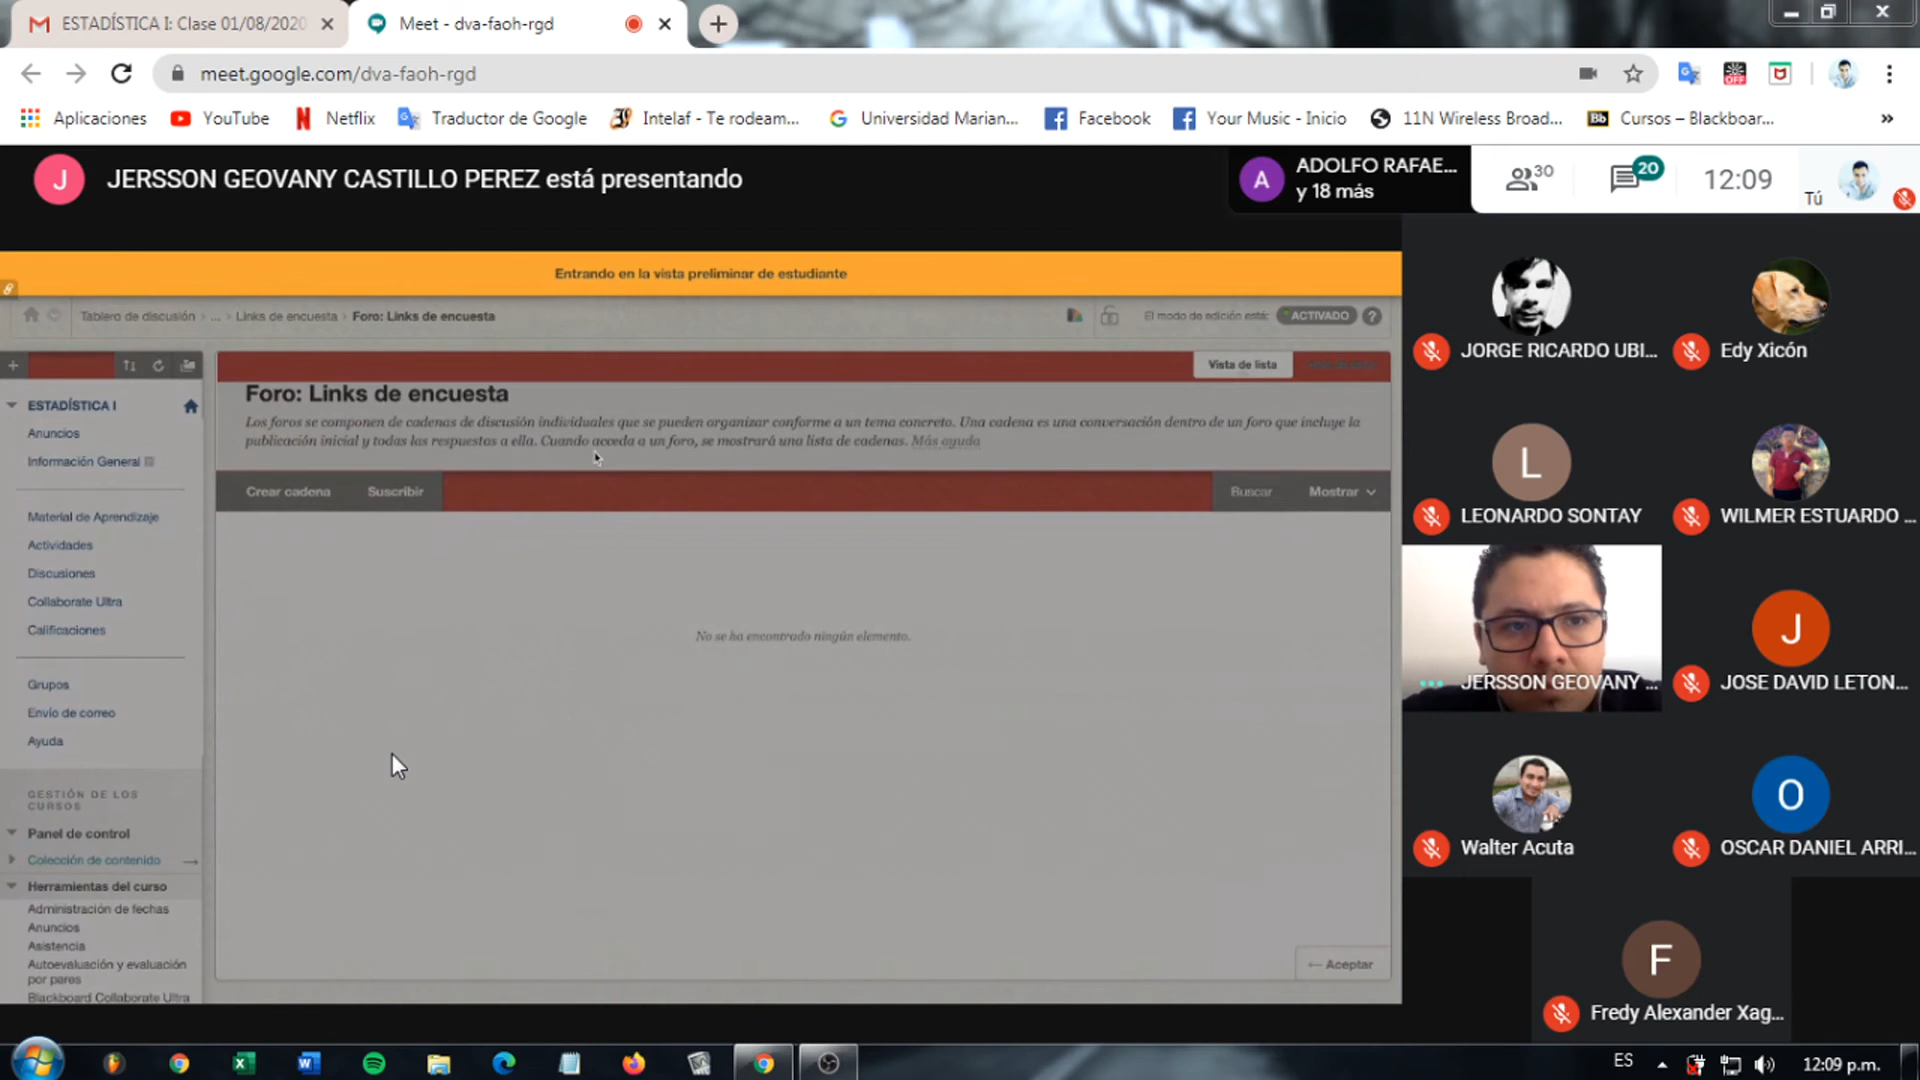 ESTADÍSTICA I: Clase 01/08/2020
Meet - dva-faoh-rgd
meet.google.com/dva-faoh-rgd
Aplicaciones
YouTube
Netflix
Traductor de Google
Intelaf - Te rodeam...
Universidad Marian...
Facebook
Your Music - Inicio
11N Wireless Broad...
Bb
Cursos – Blackboar...
»
J
JERSSON GEOVANY CASTILLO PEREZ está presentando
A
ADOLFO RAFAE...
y 18 más
30
20
12:09
Tú
Entrando en la vista preliminar de estudiante
Tablero de discusión › ... › Links de encuesta › Foro: Links de encuesta
El modo de edición está:
ACTIVADO
?
Vista de lista
ESTADÍSTICA I
Anuncios
Información General
Material de Aprendizaje
Actividades
Discusiones
Collaborate Ultra
Calificaciones
Grupos
Envío de correo
Ayuda
GESTIÓN DE LOS
CURSOS
Panel de control
Colección de contenido
Herramientas del curso
Administración de fechas
Anuncios
Asistencia
Autoevaluación y evaluación
por peres
Blackboard Collaborate Ultra
Foro: Links de encuesta
Los foros se componen de cadenas de discusión individuales que se pueden organizar conforme a un tema concreto. Una cadena es una conversación dentro de un foro que incluye la
publicación inicial y todas las respuestas a ella. Cuando acceda a un foro, se mostrará una lista de cadenas. Más ayuda
Crear cadena
Suscribir
Buscar
Mostrar
No se ha encontrado ningún elemento.
← Aceptar
JORGE RICARDO UBI...
Edy Xicón
L
LEONARDO SONTAY
WILMER ESTUARDO ...
JERSSON GEOVANY ...
J
JOSE DAVID LETON...
Walter Acuta
O
OSCAR DANIEL ARRI...
F
Fredy Alexander Xag...
ES
12:09 p.m.